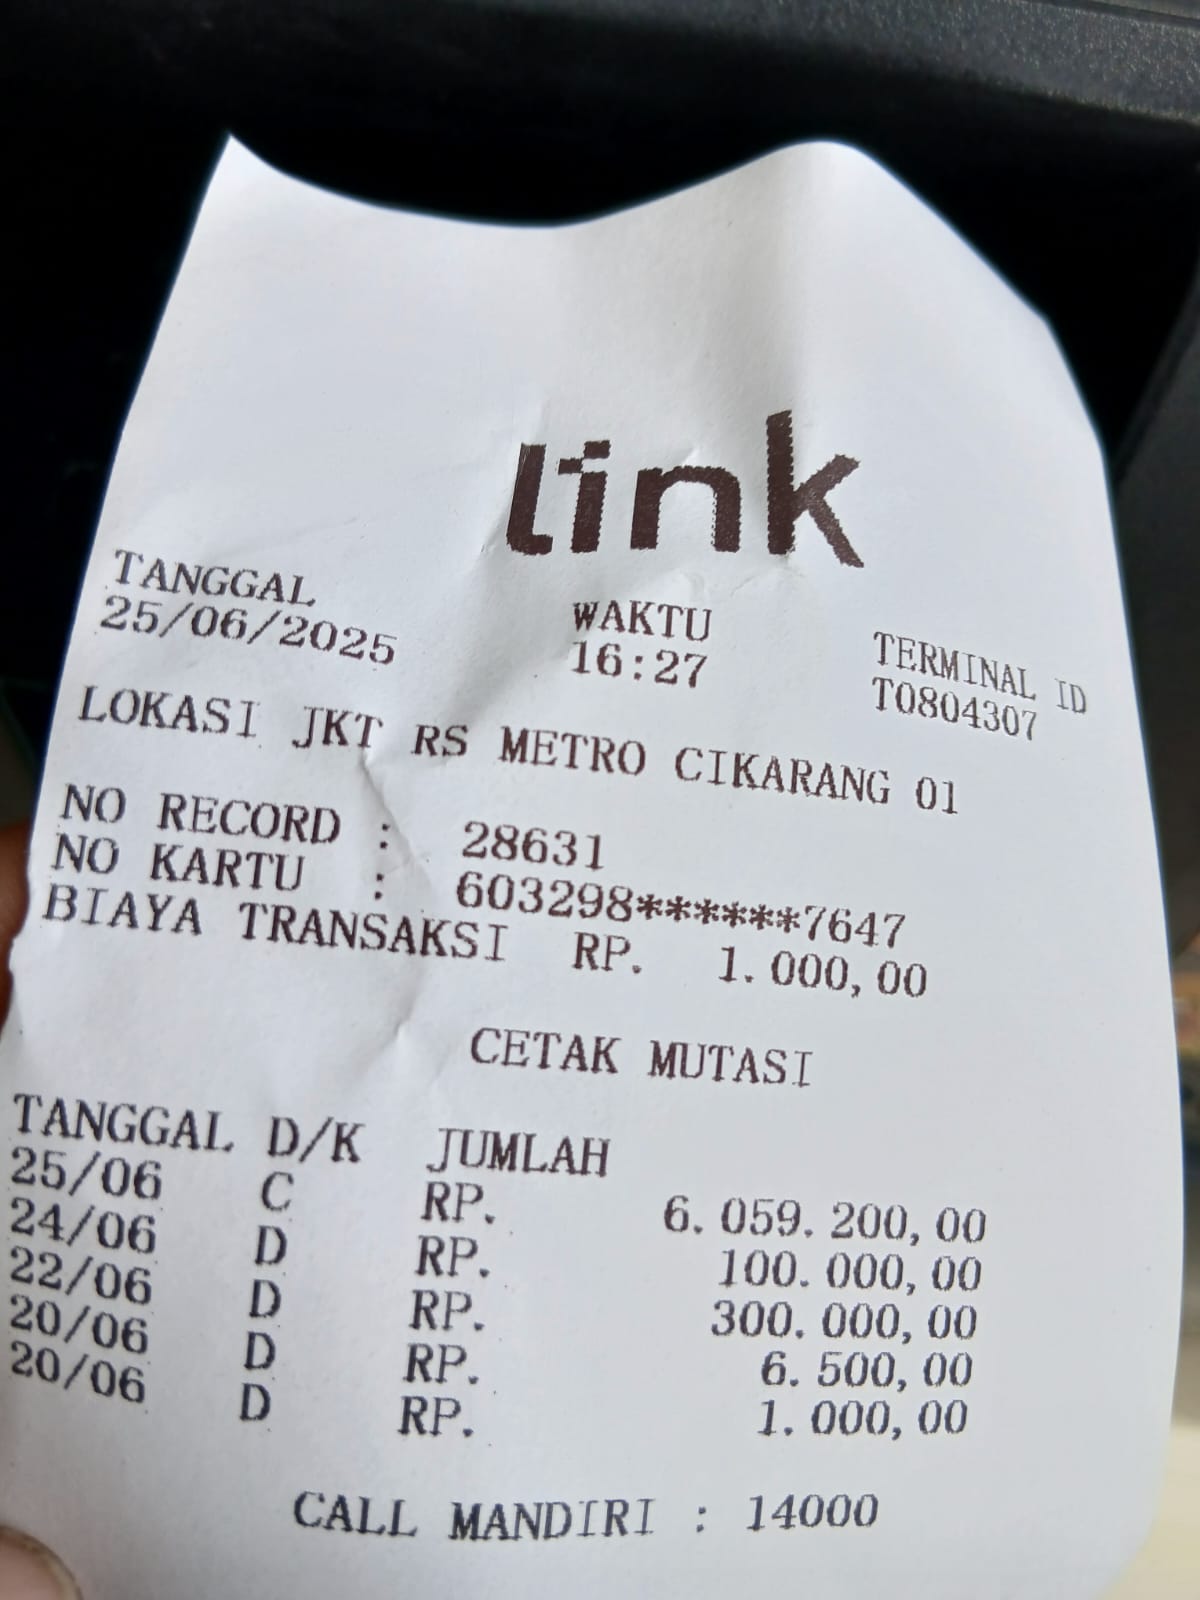 link
TANGGAL WAKTU TERMINAL ID
25/06/2025 16:27 T0804307
LOKASI JKT RS METRO CIKARANG 01
NO RECORD : 28631
NO KARTU : 603298******7647
BIAYA TRANSAKSI RP. 1.000,00
CETAK MUTASI
TANGGAL D/K JUMLAH
25/06 C RP. 6.059.200,00
24/06 D RP. 100.000,00
22/06 D RP. 300.000,00
20/06 D RP. 6.500,00
20/06 D RP. 1.000,00
CALL MANDIRI : 14000